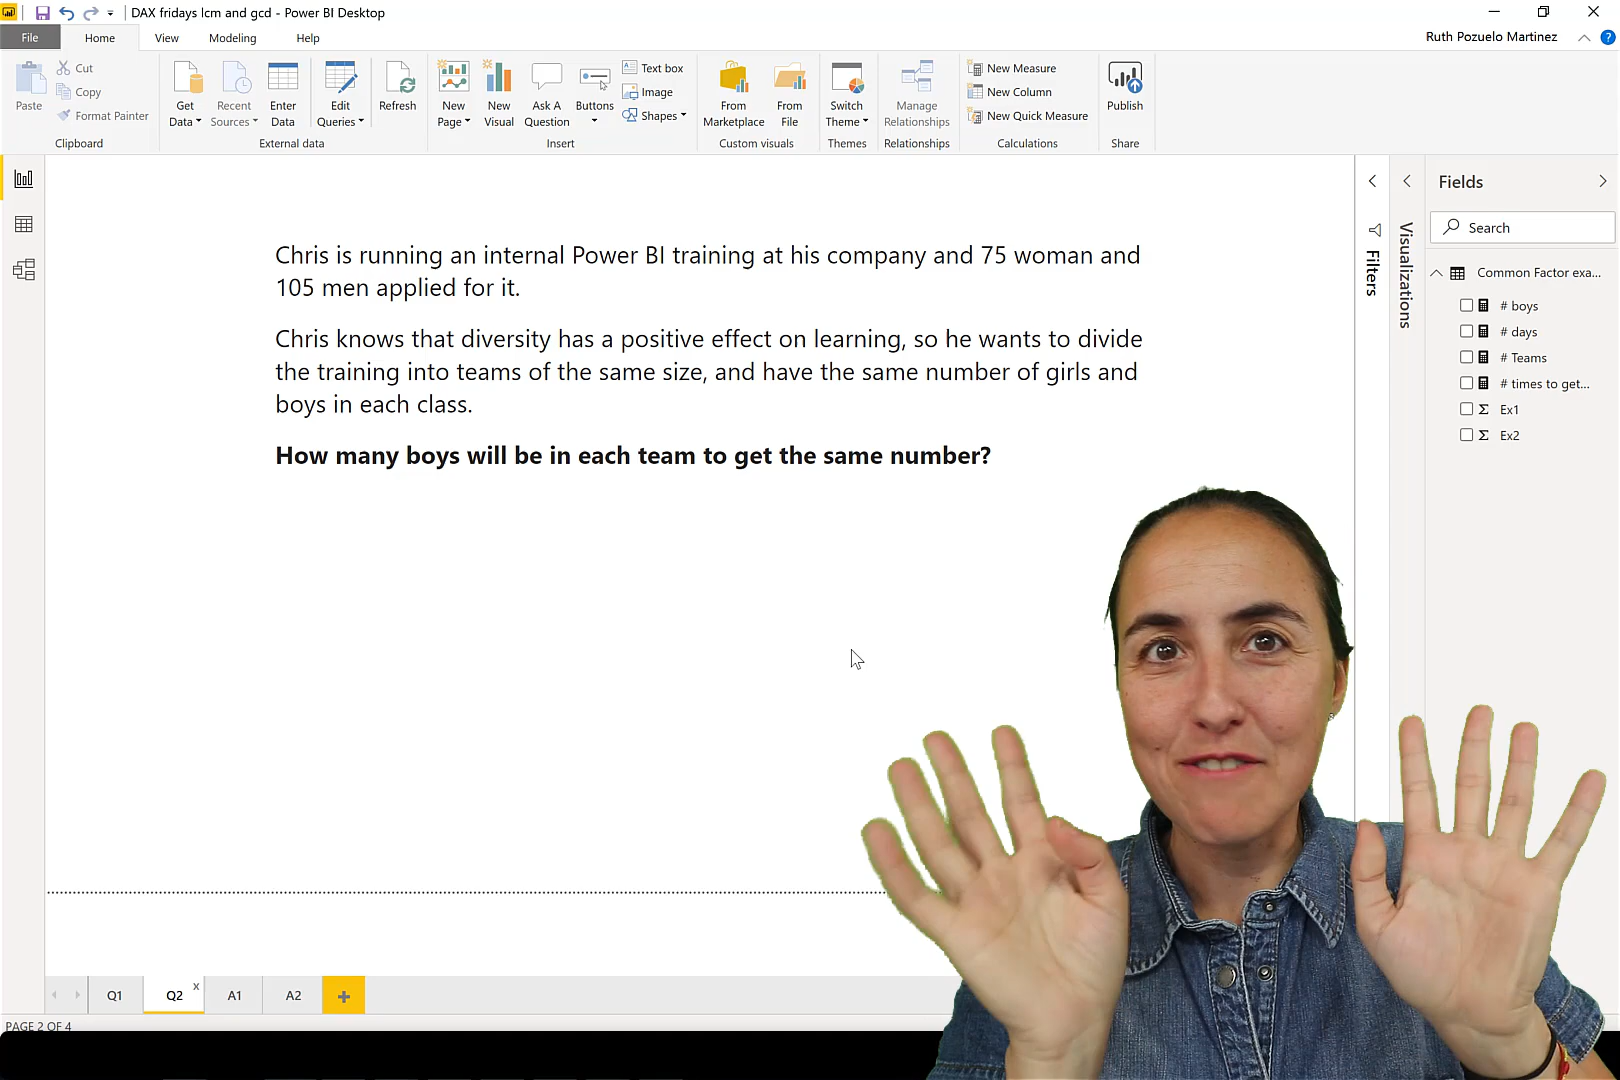 DAX fridays lcm and gcd - Power BI Desktop
File Home View Modeling Help
Ruth Pozuelo Martinez ?
Paste
Cut
Copy
Format Painter
Clipboard
Get Data
Recent Sources
Enter Data
Edit Queries
Refresh
External data
New Page
New Visual
Ask A Question
Buttons
Text box
Image
Shapes
Insert
From Marketplace
From File
Custom visuals
Switch Theme
Themes
Manage Relationships
Relationships
New Measure
New Column
New Quick Measure
Calculations
Publish
Share
Chris is running an internal Power BI training at his company and 75 woman and
105 men applied for it.
Chris knows that diversity has a positive effect on learning, so he wants to divide
the training into teams of the same size, and have the same number of girls and
boys in each class.
How many boys will be in each team to get the same number?
Filters
Visualizations
Fields
Search
Common Factor exa...
# boys
# days
# Teams
# times to get...
Σ Ex1
Σ Ex2
Q1 Q2 x A1 A2 +
PAGE 2 OF 4